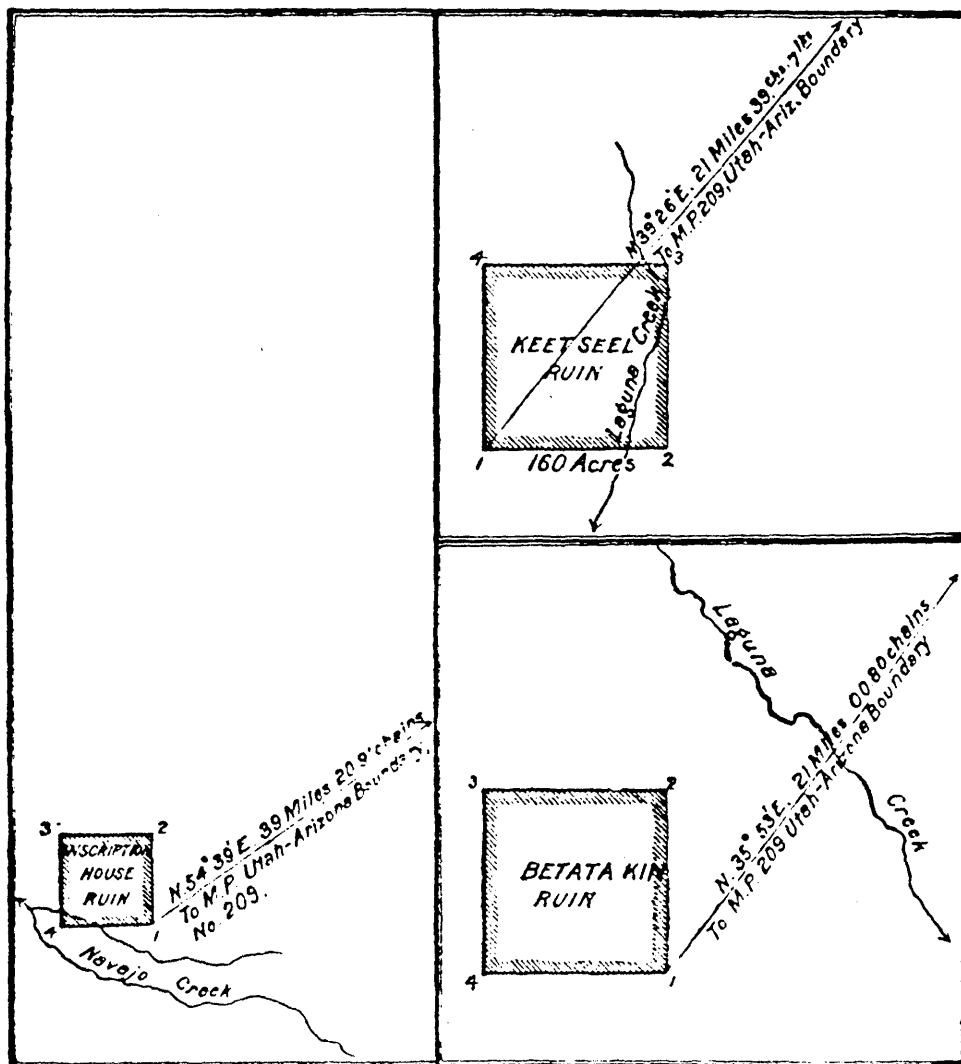 N. 39° 26' E. 21 Miles 39 Chs. 7 lks
To M.P. 209, Utah-Ariz. Boundary
4
3
KEET SEEL
RUIN
Laguna Creek
1
160 Acres
2
Laguna
Creek
N. 35° 53' E. 21 Miles 00 80 chains
To M.P. 209 Utah-Arizona Boundary
3
2
BETATA KIN
RUIN
4
1
N. 54° 39' E. 39 Miles 20.9 chains
To M.P. Utah-Arizona Boundary.
No. 209.
3
2
INSCRIPTION
HOUSE
RUIN
4
1
Navajo Creek